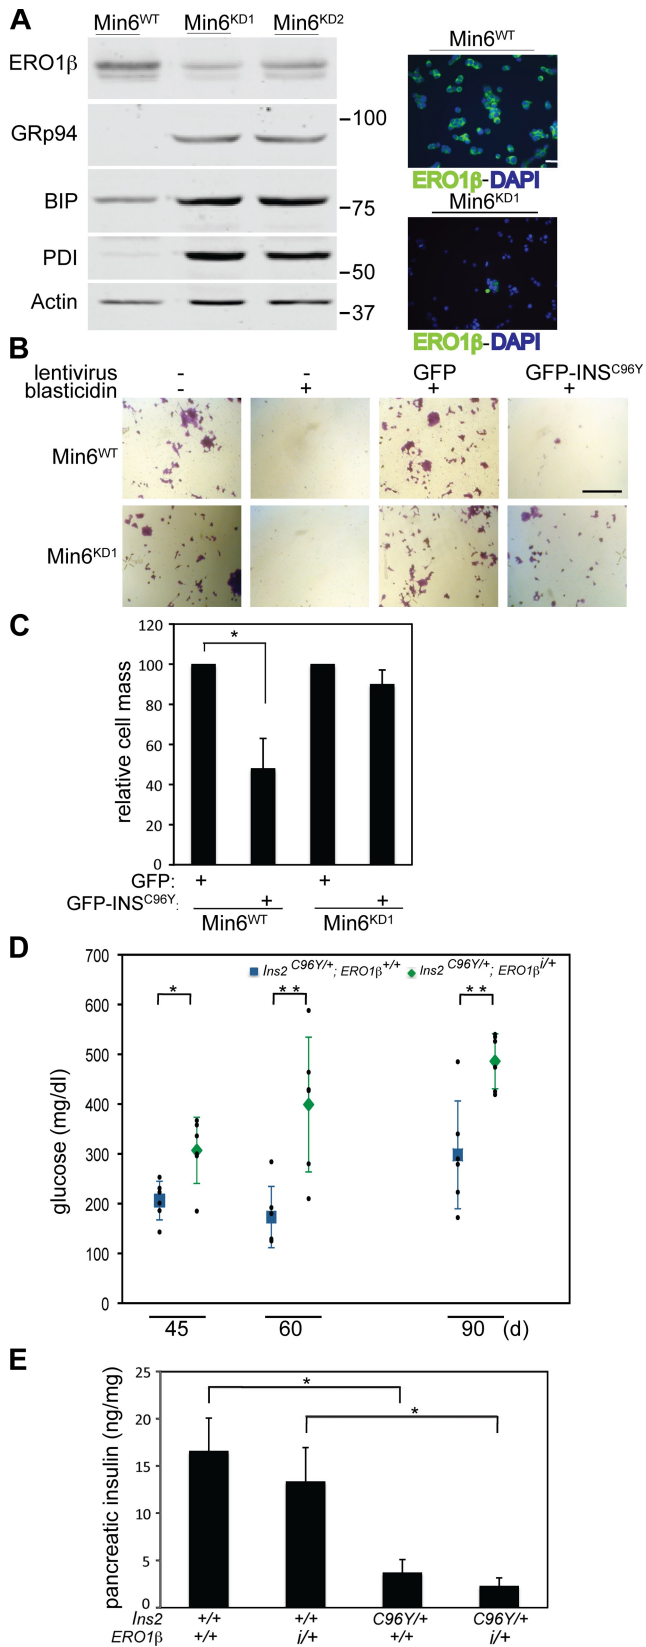 A
Min6WT Min6KD1 Min6KD2
ERO1β
GRp94
BIP
PDI
Actin
–100
–75
–50
–37
Min6WT
ERO1β-DAPI
Min6KD1
ERO1β-DAPI
B
lentivirus - - GFP GFP-INSC96Y
blasticidin - + + +
Min6WT
Min6KD1
C
relative cell mass
120
100
80
60
40
20
0
*
GFP: + +
GFP-INSC96Y: + +
Min6WT Min6KD1
D
glucose (mg/dl)
700
600
500
400
300
200
100
0
Ins2 C96Y/+; ERO1β+/+ Ins2 C96Y/+; ERO1βi/+
* ** **
45 60 90 (d)
E
pancreatic insulin (ng/mg)
25
20
15
10
5
0
*
*
Ins2 +/+ +/+ C96Y/+ C96Y/+
ERO1β +/+ i/+ +/+ i/+